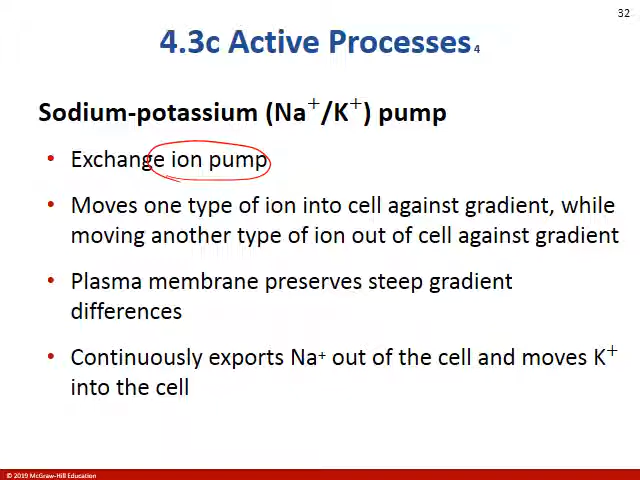 32
4.3c Active Processes 4
Sodium-potassium (Na⁺/K⁺) pump
• Exchange ion pump
• Moves one type of ion into cell against gradient, while
moving another type of ion out of cell against gradient
• Plasma membrane preserves steep gradient
differences
• Continuously exports Na⁺ out of the cell and moves K⁺
into the cell
© 2019 McGraw-Hill Education